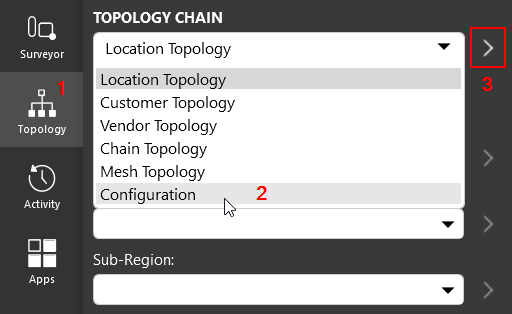 TOPOLOGY CHAIN
Surveyor
Location Topology
3
1
Topology
Location Topology
Customer Topology
Vendor Topology
Chain Topology
Mesh Topology
Configuration
2
Activity
Sub-Region:
Apps